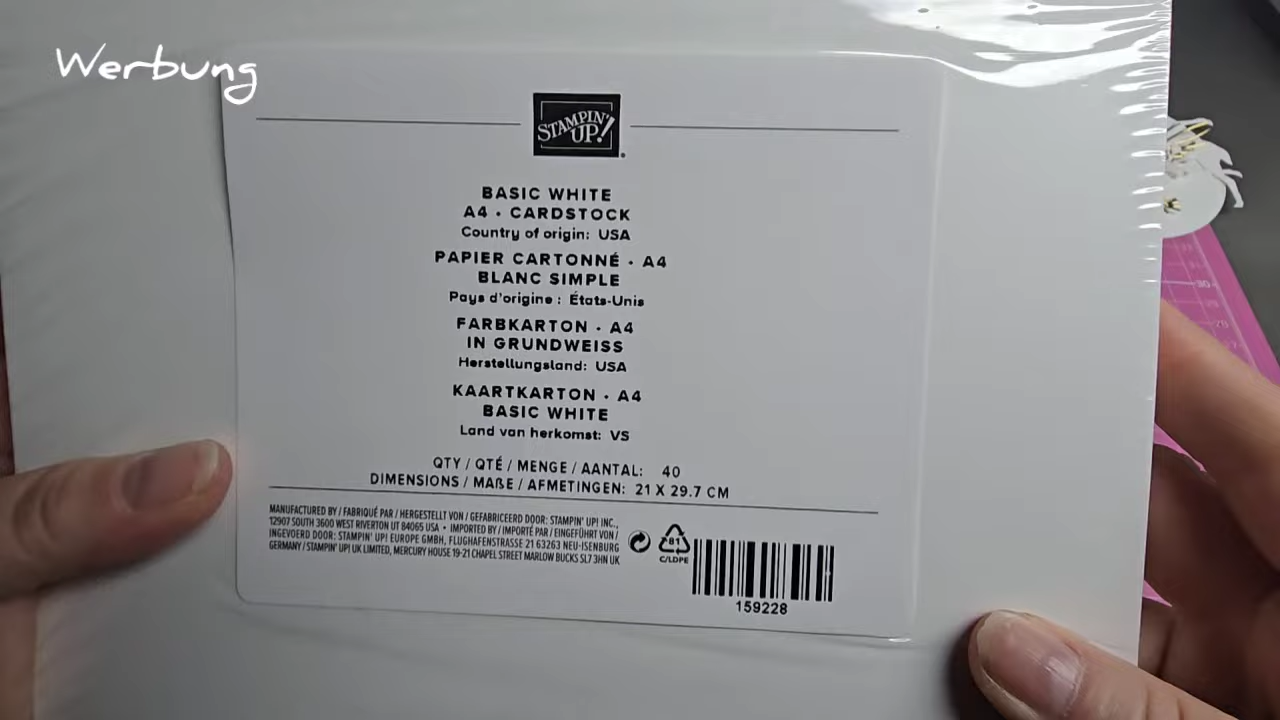 Werbung
STAMPIN' UP!
BASIC WHITE
A4 • CARDSTOCK
Country of origin: USA
PAPIER CARTONNÉ • A4
BLANC SIMPLE
Pays d'origine : États-Unis
FARBKARTON • A4
IN GRUNDWEISS
Herstellungsland: USA
KAARTKARTON • A4
BASIC WHITE
Land van herkomst: VS
QTY / QTÉ / MENGE / AANTAL: 40
DIMENSIONS / MAßE / AFMETINGEN: 21 X 29.7 CM
MANUFACTURED BY / FABRIQUÉ PAR / HERGESTELLT VON / GEFABRICEERD DOOR: STAMPIN' UP! INC.,
12907 SOUTH 3600 WEST RIVERTON UT 84065 USA • IMPORTED BY / IMPORTÉ PAR / EINGEFÜHRT VON /
INGEVOERD DOOR: STAMPIN' UP! EUROPE GMBH, FLUGHAFENSTRASSE 21 63263 NEU-ISENBURG
GERMANY / STAMPIN' UP! UK LIMITED, MERCURY HOUSE 19-21 CHAPEL STREET MARLOW BUCKS SL7 3HN UK
81
C/LDPE
159228